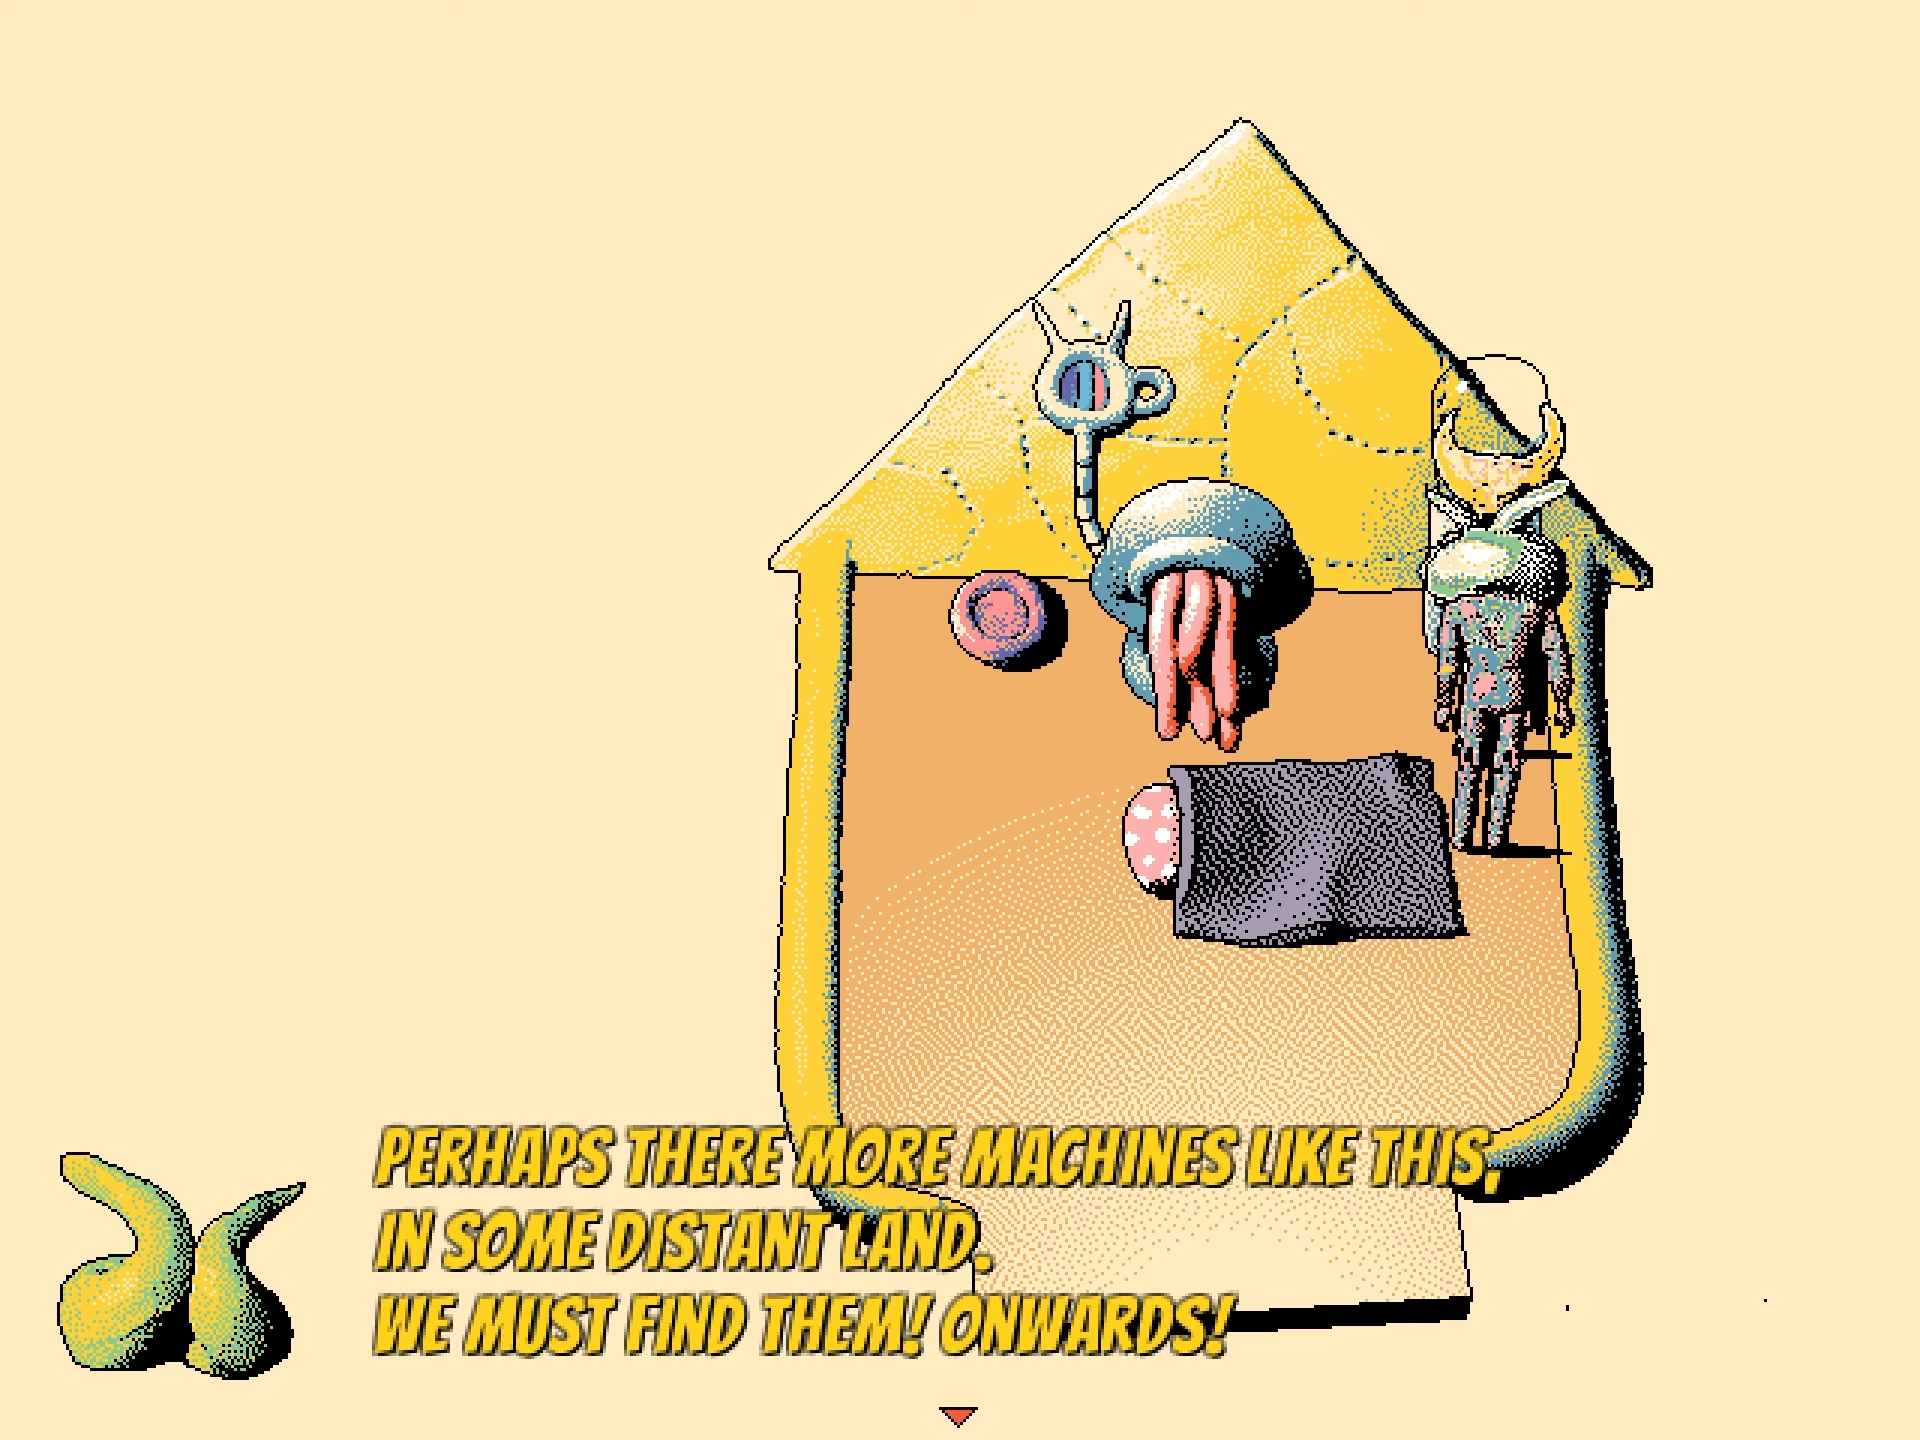 PERHAPS THERE MORE MACHINES LIKE THIS,
IN SOME DISTANT LAND.
WE MUST FIND THEM! ONWARDS!